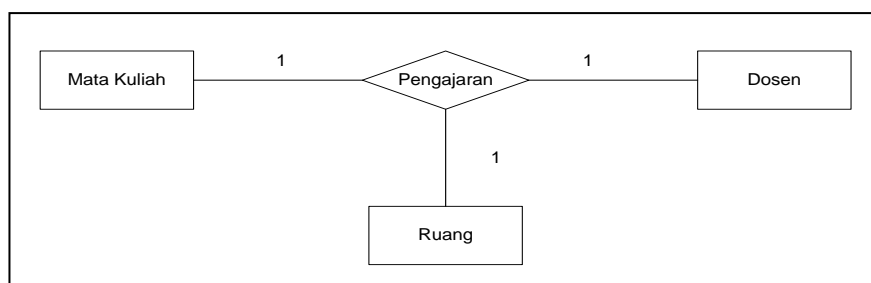 1
1
Mata Kuliah
Pengajaran
Dosen
1
Ruang